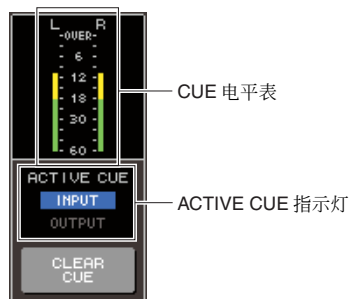 L R
-OVER-
6
12
18
30
60
CUE 电平表
ACTIVE CUE
INPUT
ACTIVE CUE 指示灯
OUTPUT
CLEAR
CUE